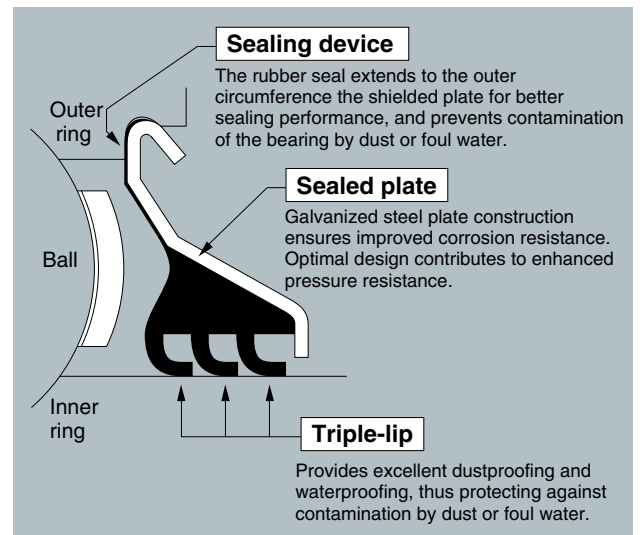 Sealing device
The rubber seal extends to the outer
circumference the shielded plate for better
sealing performance, and prevents contamination
of the bearing by dust or foul water.
Outer
ring
Sealed plate
Galvanized steel plate construction
ensures improved corrosion resistance.
Optimal design contributes to enhanced
pressure resistance.
Ball
Inner
ring
Triple-lip
Provides excellent dustproofing and
waterproofing, thus protecting against
contamination by dust or foul water.